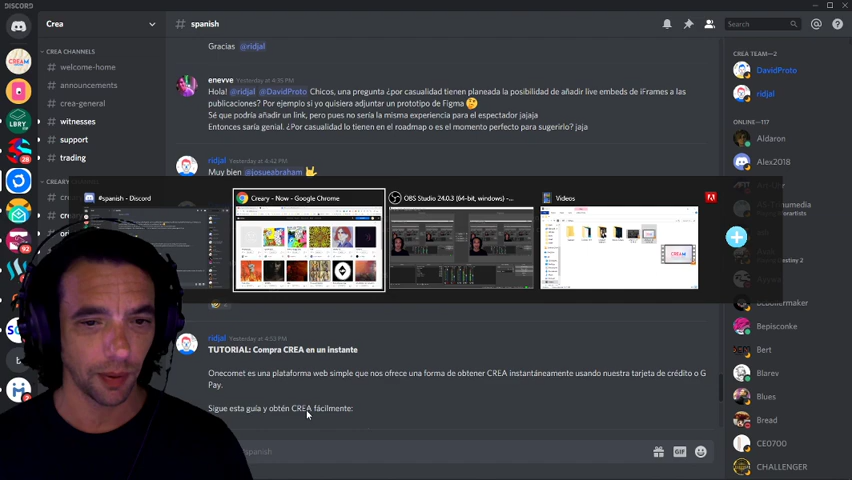 DISCORD
Crea
# spanish
Search
CREA CHANNELS
# welcome-home
# announcements
# crea-general
# witnesses
# support
# trading
Gracias @ridjal
enevve Yesterday at 4:35 PM
Hola! @ridjal @DavidProto Chicos, una pregunta ¿por casualidad tienen planeada la posibilidad de añadir live embeds de iFrames a las
publicaciones? Por ejemplo si yo quisiera adjuntar un prototipo de Figma
Sé que podría añadir un link, pero pues no sería la misma experiencia para el espectador jajaja
Entonces saría genial. ¿Por casualidad lo tienen en el roadmap o es el momento perfecto para sugerirlo? jaja
ridjal Yesterday at 4:42 PM
Muy bien @josueabraham
#spanish - Discord
Creary - Now - Google Chrome
OBS Studio 24.0.3 (64-bit, windows) -...
Videos
ridjal Yesterday at 4:53 PM
TUTORIAL: Compra CREA en un instante
Onecomet es una plataforma web simple que nos ofrece una forma de obtener CREA instantáneamente usando nuestra tarjeta de crédito o G
Pay.
Sigue esta guía y obtén CREA fácilmente:
spanish
GIF
CREA TEAM—2
DavidProto
ridjal
ONLINE—117
Aldaron
Alex2018
beboilermaker
Bepisconke
Bert
Blarev
Blues
Bread
CE0700
CHALLENGER
LBRY